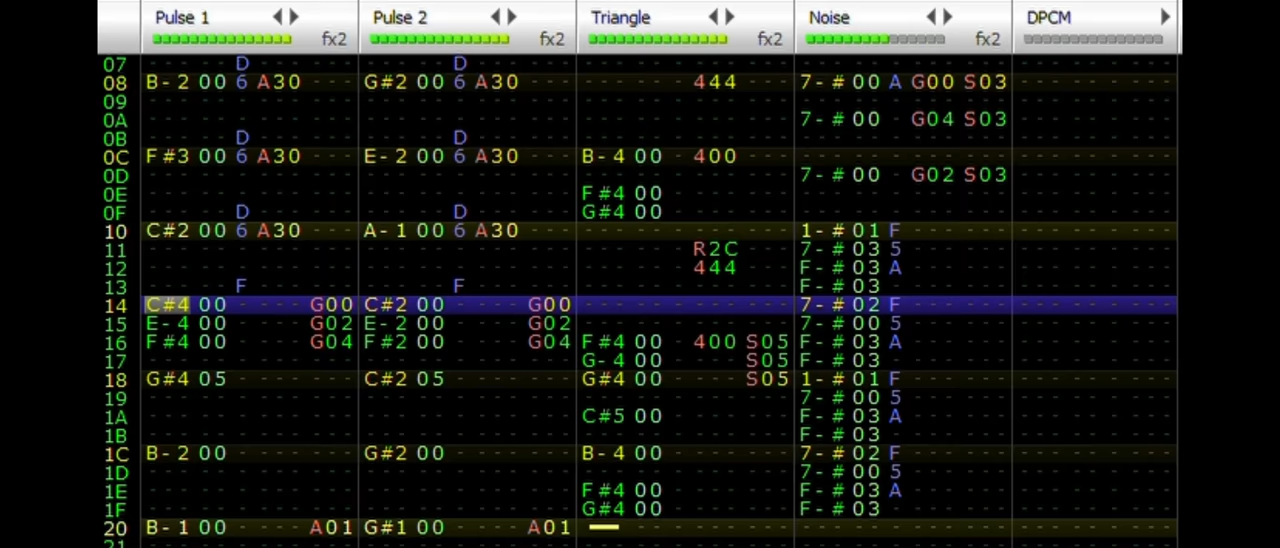 Pulse 1 Pulse 2 Triangle Noise DPCM
fx2 fx2 fx2 fx2
07 D D
08 B-2 00 6 A30 G#2 00 6 A30 444 7-# 00 A G00 S03
09
0A 7-# 00 G04 S03
0B D D
0C F#3 00 6 A30 E-2 00 6 A30 B-4 00 400
0D 7-# 00 G02 S03
0E F#4 00
0F D D G#4 00
10 C#2 00 6 A30 A-1 00 6 A30 1-# 01 F
11 R2C 7-# 03 5
12 444 F-# 03 A
13 F F F-# 03
14 C#4 00 G00 C#2 00 G00 7-# 02 F
15 E-4 00 G02 E-2 00 G02 7-# 00 5
16 F#4 00 G04 F#2 00 G04 F#4 00 400 S05 F-# 03 A
17 G-4 00 S05 F-# 03
18 G#4 05 C#2 05 G#4 00 S05 1-# 01 F
19 7-# 00 5
1A C#5 00 F-# 03 A
1B F-# 03
1C B-2 00 G#2 00 B-4 00 7-# 02 F
1D 7-# 00 5
1E F#4 00 F-# 03 A
1F G#4 00 F-# 03
20 B-1 00 A01 G#1 00 A01